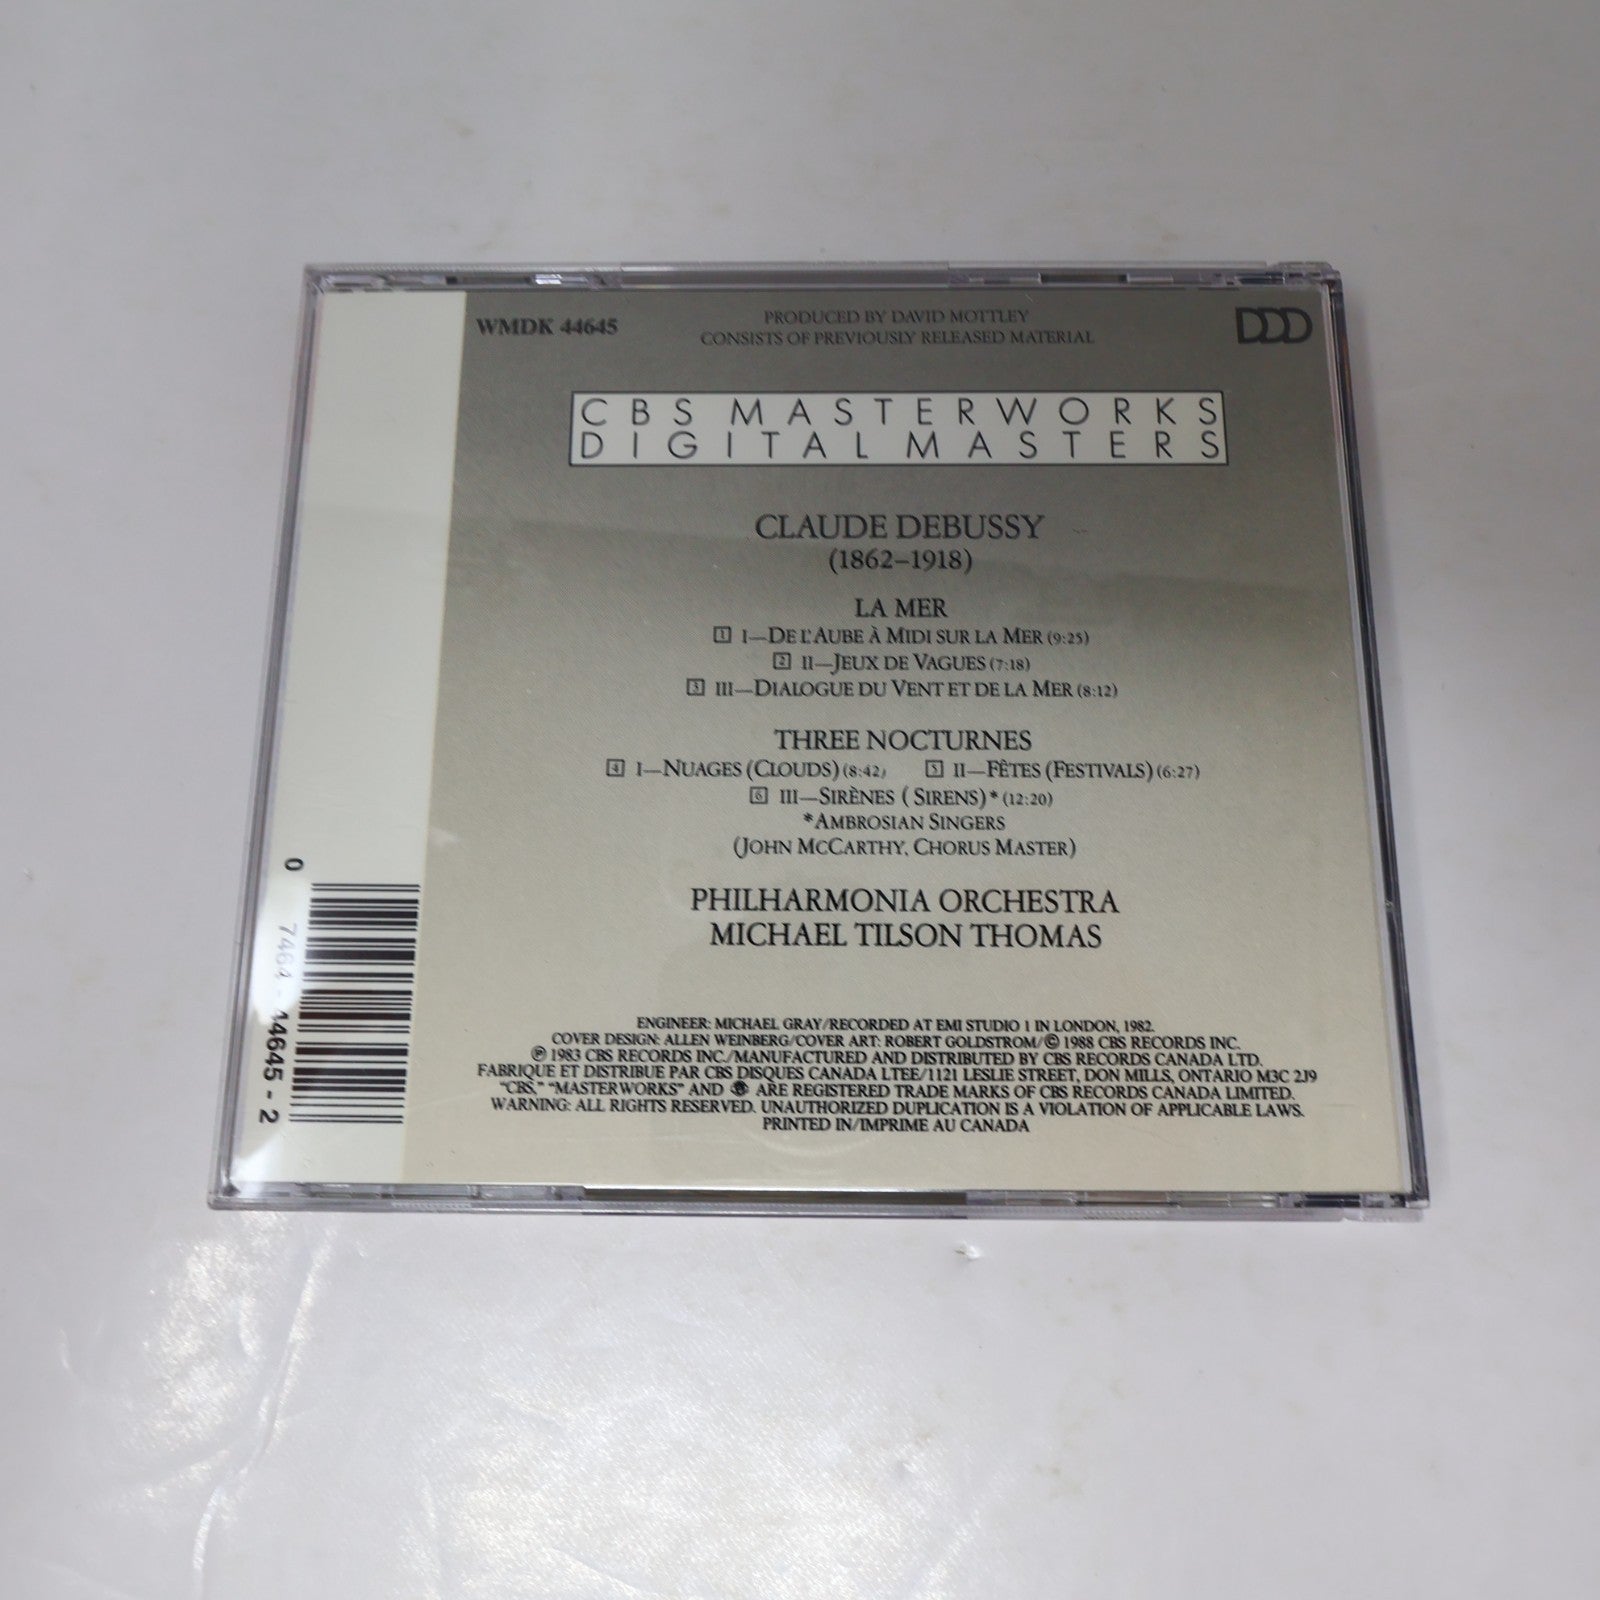 WMDK 44645
PRODUCED BY DAVID MOTTLEY
CONSISTS OF PREVIOUSLY RELEASED MATERIAL
DDD
CBS MASTERWORKS
DIGITAL MASTERS
CLAUDE DEBUSSY
(1862–1918)
LA MER
1 I—DE L'AUBE À MIDI SUR LA MER (9:25)
2 II—JEUX DE VAGUES (7:18)
3 III—DIALOGUE DU VENT ET DE LA MER (8:12)
THREE NOCTURNES
4 I—NUAGES (CLOUDS) (8:42) 5 II—FÊTES (FESTIVALS) (6:27)
6 III—SIRÈNES ( SIRENS)* (12:20)
*AMBROSIAN SINGERS
(JOHN MCCARTHY, CHORUS MASTER)
PHILHARMONIA ORCHESTRA
MICHAEL TILSON THOMAS
ENGINEER: MICHAEL GRAY/RECORDED AT EMI STUDIO 1 IN LONDON, 1982.
COVER DESIGN: ALLEN WEINBERG/COVER ART: ROBERT GOLDSTROM/© 1988 CBS RECORDS INC.
℗ 1983 CBS RECORDS INC./MANUFACTURED AND DISTRIBUTED BY CBS RECORDS CANADA LTD.
FABRIQUE ET DISTRIBUE PAR CBS DISQUES CANADA LTEE/1121 LESLIE STREET, DON MILLS, ONTARIO M3C 2J9
"CBS," "MASTERWORKS" AND ARE REGISTERED TRADE MARKS OF CBS RECORDS CANADA LIMITED.
WARNING: ALL RIGHTS RESERVED. UNAUTHORIZED DUPLICATION IS A VIOLATION OF APPLICABLE LAWS.
PRINTED IN/IMPRIME AU CANADA
0 7464-44645-2